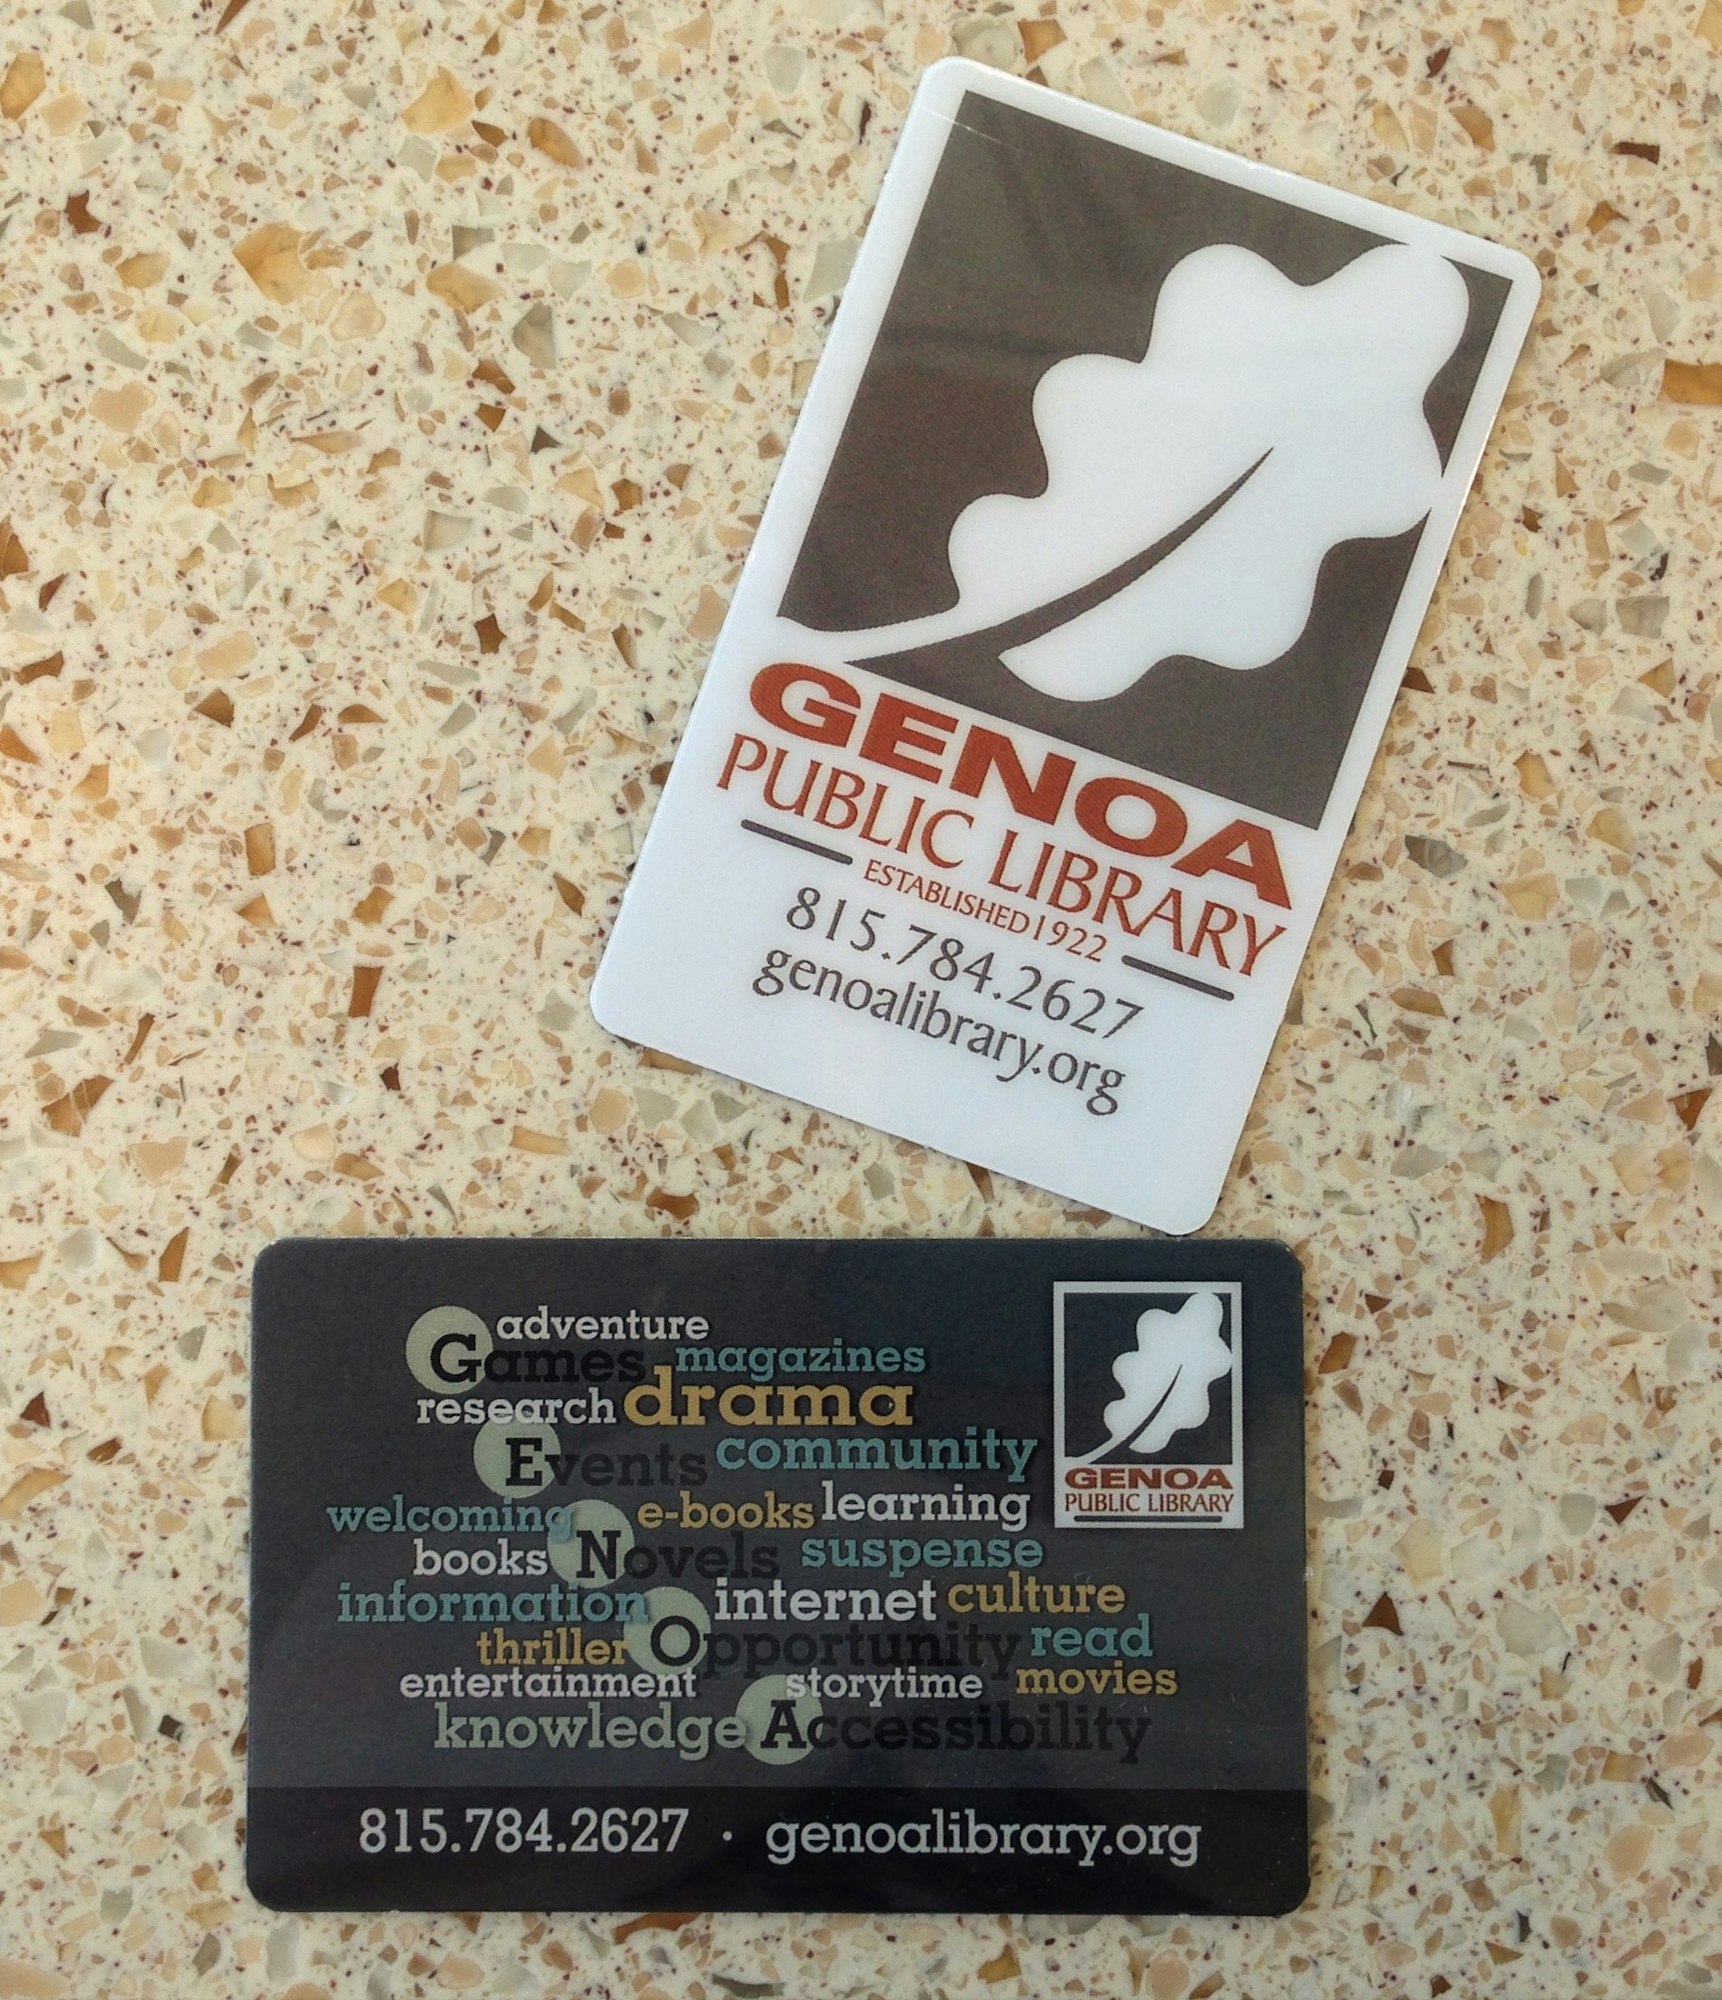 GENOA
PUBLIC LIBRARY
ESTABLISHED 1922
815.784.2627
genoalibrary.org
adventure
Games magazines
research drama
Events community
welcoming e-books learning
books Novels suspense
information internet culture
thriller Opportunity read
entertainment storytime movies
knowledge Accessibility
GENOA
PUBLIC LIBRARY
815.784.2627 · genoalibrary.org